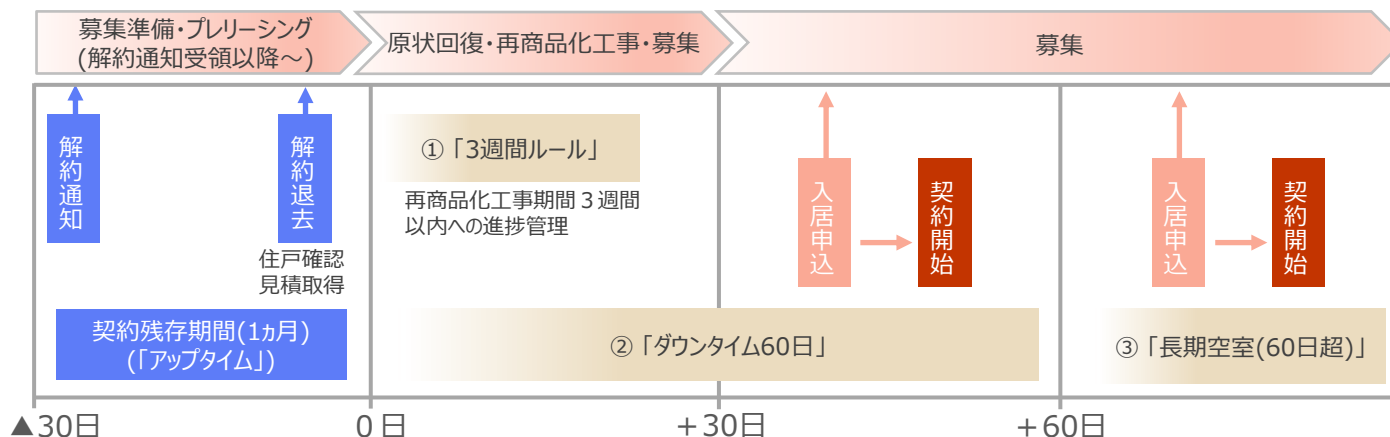 募集準備・プレリーシング
(解約通知受領以降～)
原状回復・再商品化工事・募集
募集
解約通知
解約退去
住戸確認
見積取得
① 「3週間ルール」
再商品化工事期間３週間
以内への進捗管理
入居申込
契約開始
入居申込
契約開始
契約残存期間(1ヵ月)
(「アップタイム」)
② 「ダウンタイム60日」
③ 「長期空室(60日超)」
▲30日
０日
＋30日
＋60日